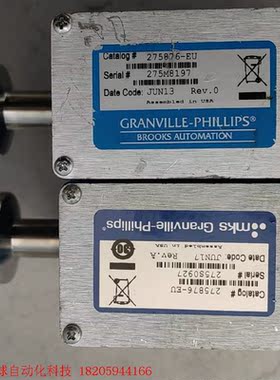 Catalog # 275876-EU
Serial # 275M8197
Date Code: JUN13 Rev.0
Assembled in USA
GRANVILLE-PHILLIPS®
BROOKS AUTOMATION
mks Granville-Phillips®
Assembled in USA
Date Code: JUN17 Rev.A
Serial # 275S0927
Catalog # 275876-EU
球自动化科技 18205944166